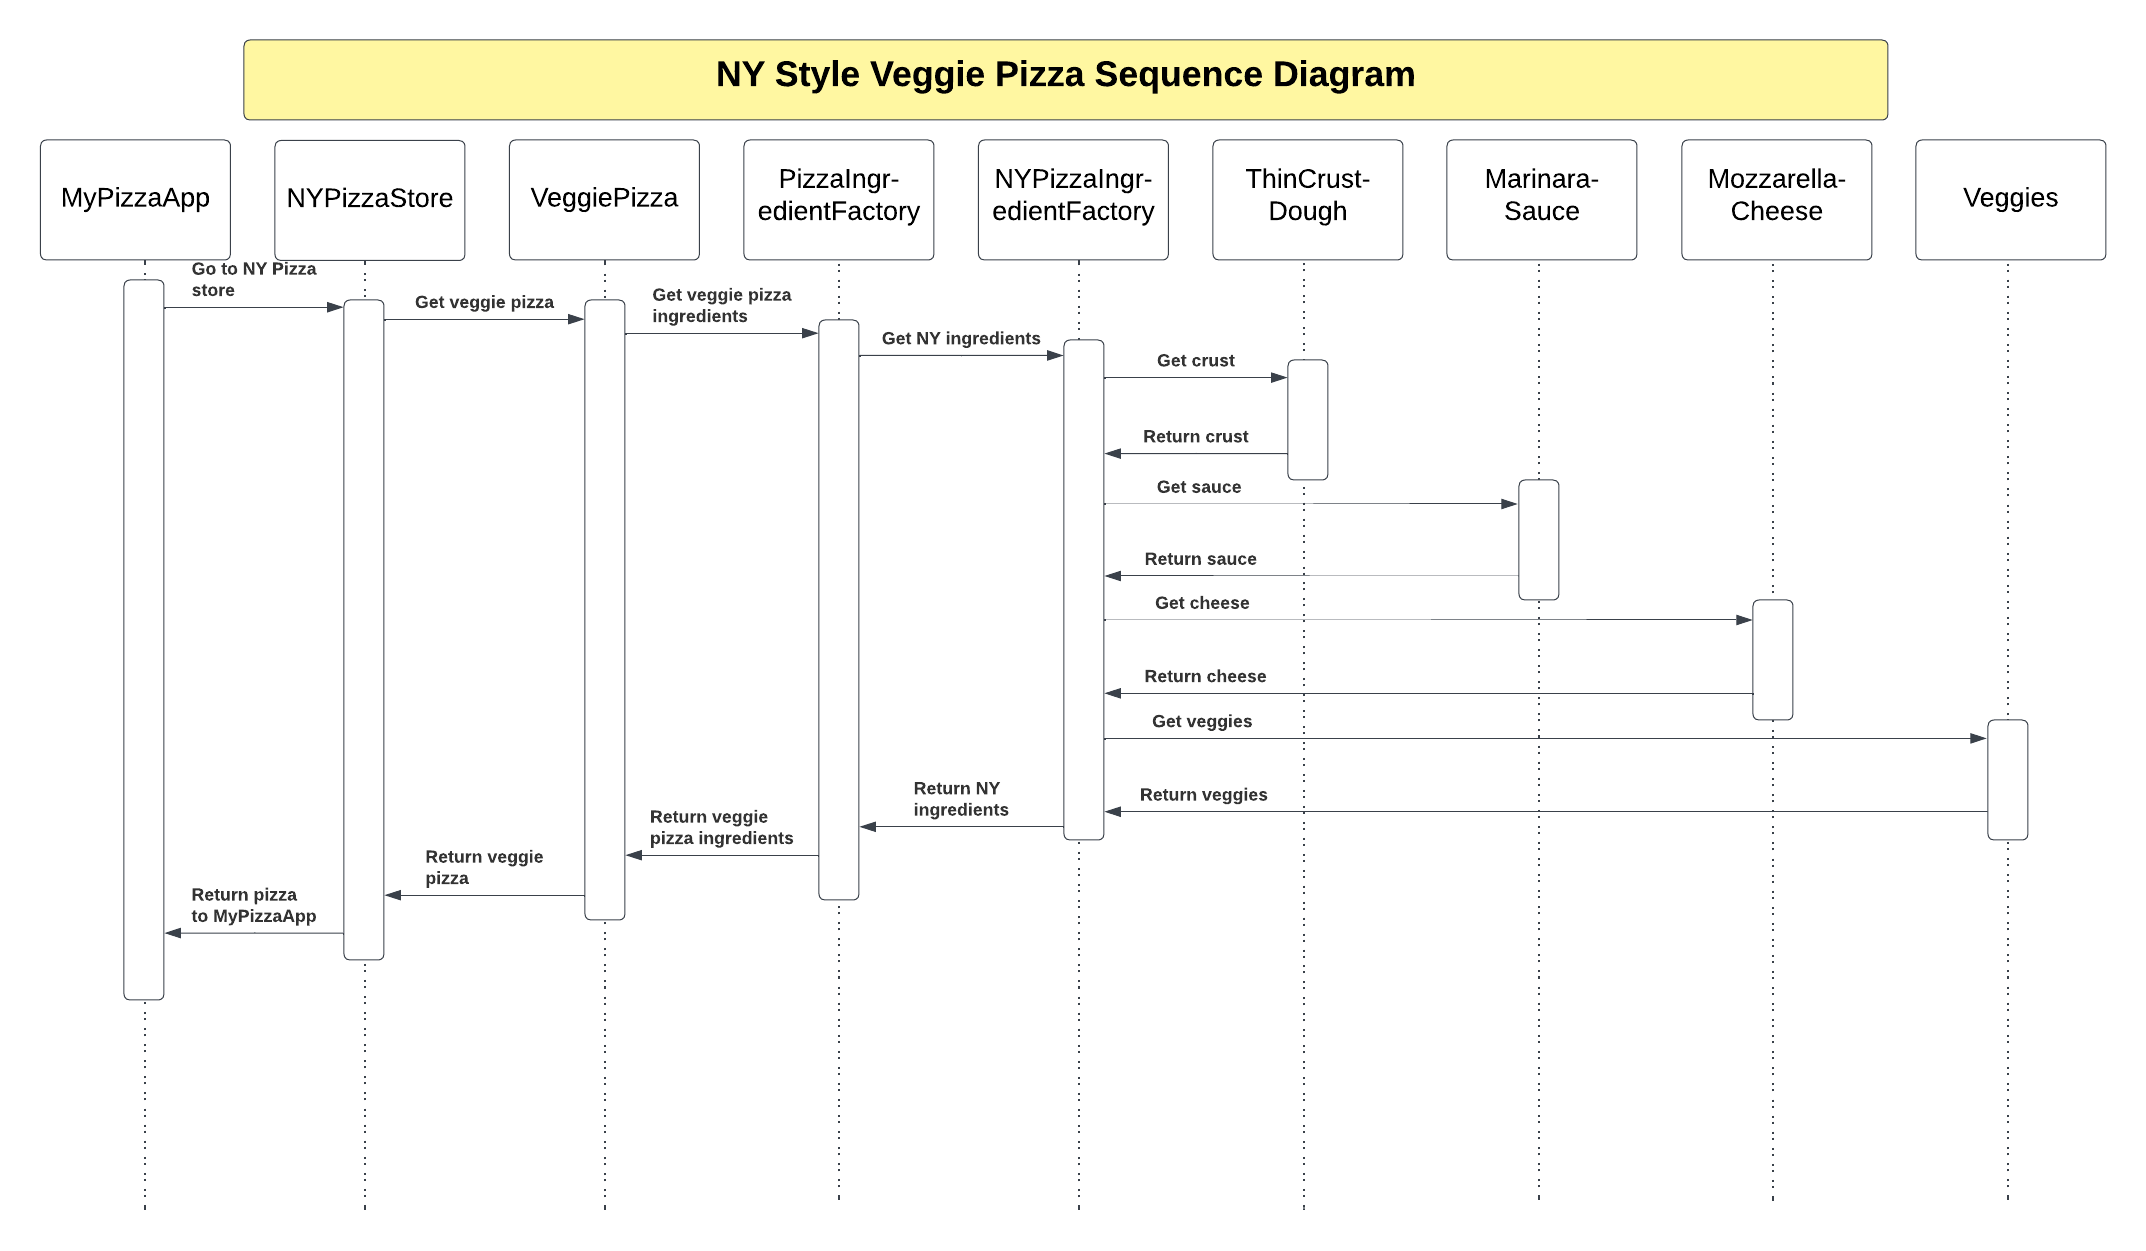 NY Style Veggie Pizza Sequence Diagram
MyPizzaApp
NYPizzaStore
VeggiePizza
PizzaIngr-
edientFactory
NYPizzaIngr-
edientFactory
ThinCrust-
Dough
Marinara-
Sauce
Mozzarella-
Cheese
Veggies
Go to NY Pizza
store
Get veggie pizza
Get veggie pizza
ingredients
Get NY ingredients
Get crust
Return crust
Get sauce
Return sauce
Get cheese
Return cheese
Get veggies
Return veggies
Return NY
ingredients
Return veggie
pizza ingredients
Return veggie
pizza
Return pizza
to MyPizzaApp